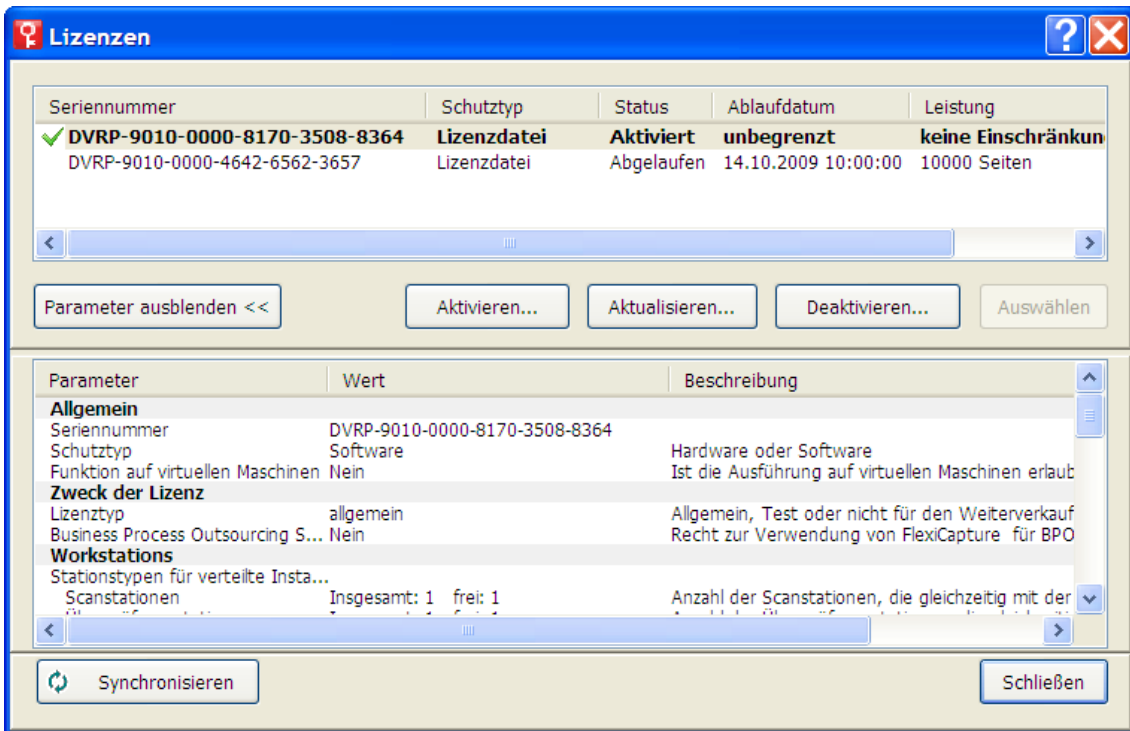 Lizenzen
Seriennummer Schutztyp Status Ablaufdatum Leistung
DVRP-9010-0000-8170-3508-8364 Lizenzdatei Aktiviert unbegrenzt keine Einschränkun
DVRP-9010-0000-4642-6562-3657 Lizenzdatei Abgelaufen 14.10.2009 10:00:00 10000 Seiten
Parameter ausblenden << Aktivieren... Aktualisieren... Deaktivieren... Auswählen
Parameter Wert Beschreibung
Allgemein
Seriennummer DVRP-9010-0000-8170-3508-8364
Schutztyp Software Hardware oder Software
Funktion auf virtuellen Maschinen Nein Ist die Ausführung auf virtuellen Maschinen erlaub
Zweck der Lizenz
Lizenztyp allgemein Allgemein, Test oder nicht für den Weiterverkauf
Business Process Outsourcing S... Nein Recht zur Verwendung von FlexiCapture für BPO
Workstations
Stationstypen für verteilte Insta...
Scanstationen Insgesamt: 1 frei: 1 Anzahl der Scanstationen, die gleichzeitig mit der
Synchronisieren Schließen